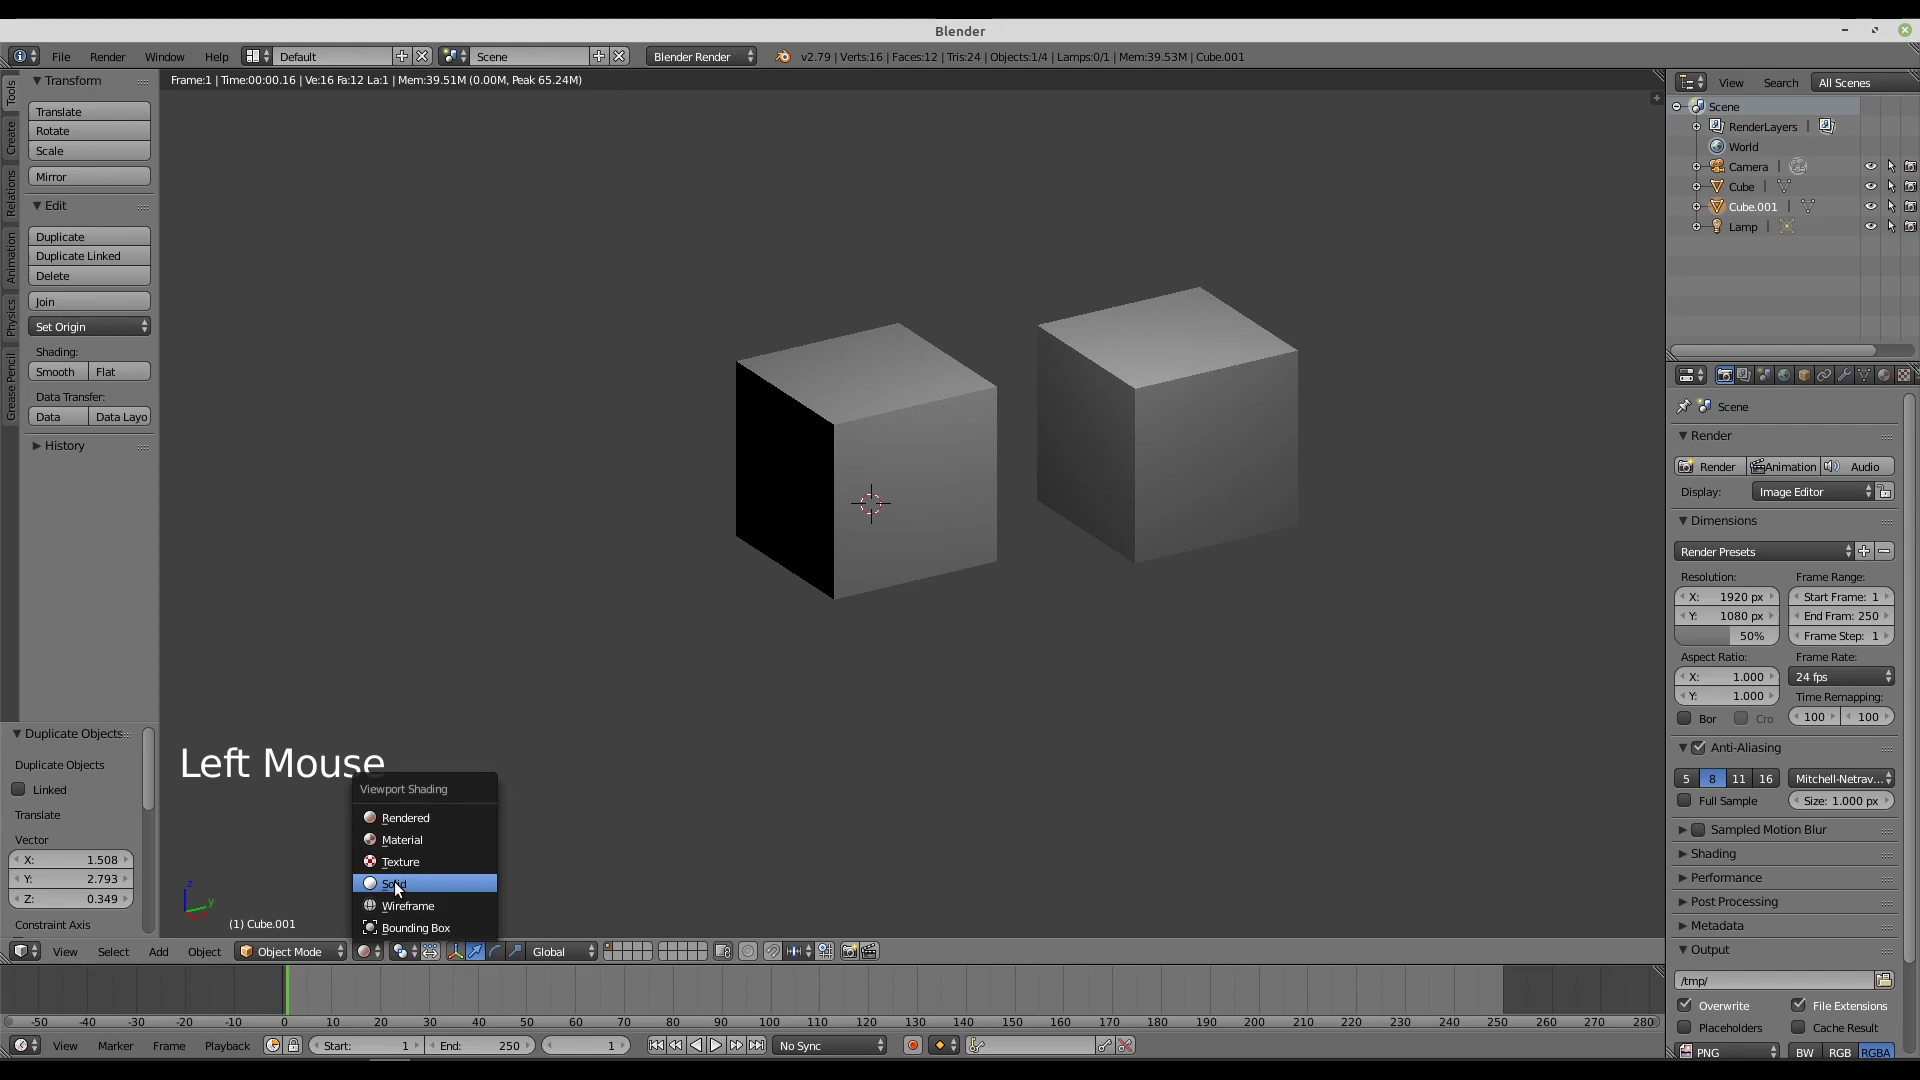 Blender
File Render Window Help Default Scene Blender Render v2.79 | Verts:16 | Faces:12 | Tris:24 | Objects:1/4 | Lamps:0/1 | Mem:39.53M | Cube.001
Frame:1 | Time:00:00.16 | Ve:16 Fa:12 La:1 | Mem:39.51M (0.00M, Peak 65.24M)
Tools
Create
Relations
Animation
Physics
Grease Pencil
Transform
Translate
Rotate
Scale
Mirror
Edit
Duplicate
Duplicate Linked
Delete
Join
Set Origin
Shading:
Smooth Flat
Data Transfer:
Data Data Layo
History
Duplicate Objects
Duplicate Objects
Linked
Translate
Vector
X: 1.508
Y: 2.793
Z: 0.349
Constraint Axis
Left Mouse
Viewport Shading
Rendered
Material
Texture
Solid
Wireframe
Bounding Box
z
y
(1) Cube.001
View Select Add Object Object Mode Global
-50 -40 -30 -20 -10 0 10 20 30 40 50 60 70 80 90 100 110 120 130 140 150 160 170 180 190 200 210 220 230 240 250 260 270 280
View Marker Frame Playback Start: 1 End: 250 1 No Sync
View Search All Scenes
Scene
RenderLayers |
World
Camera |
Cube |
Cube.001 |
Lamp |
Scene
Render
Render Animation Audio
Display: Image Editor
Dimensions
Render Presets
Resolution: Frame Range:
X: 1920 px Start Frame: 1
Y: 1080 px End Fram: 250
50% Frame Step: 1
Aspect Ratio: Frame Rate:
X: 1.000 24 fps
Y: 1.000 Time Remapping:
Bor Cro 100 100
Anti-Aliasing
5 8 11 16 Mitchell-Netrav...
Full Sample Size: 1.000 px
Sampled Motion Blur
Shading
Performance
Post Processing
Metadata
Output
/tmp/
Overwrite File Extensions
Placeholders Cache Result
PNG BW RGB RGBA